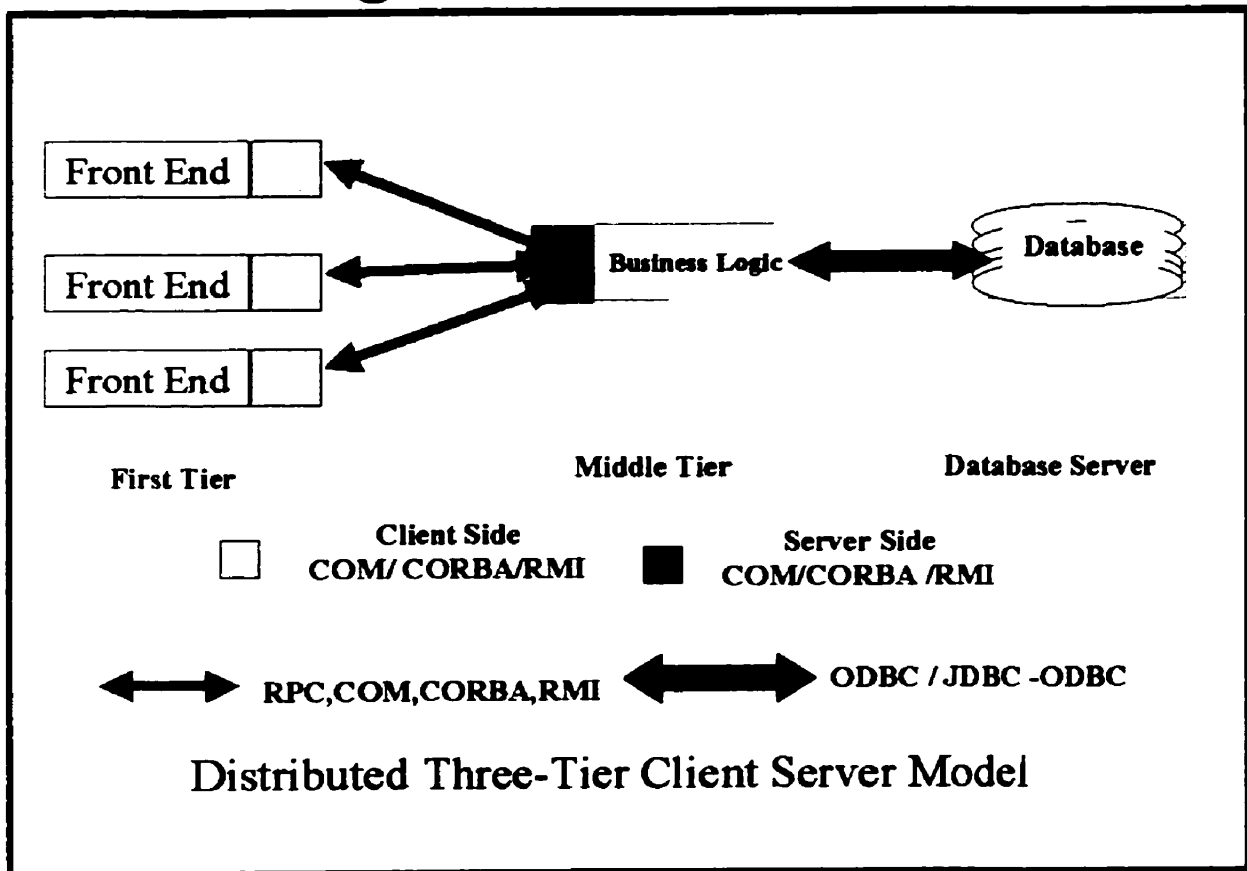 Front End
Front End
Front End
Business Logic
Database
First Tier
Middle Tier
Database Server
Client Side
COM/ CORBA/RMI
Server Side
COM/CORBA /RMI
RPC,COM,CORBA,RMI
ODBC / JDBC -ODBC
Distributed Three-Tier Client Server Model